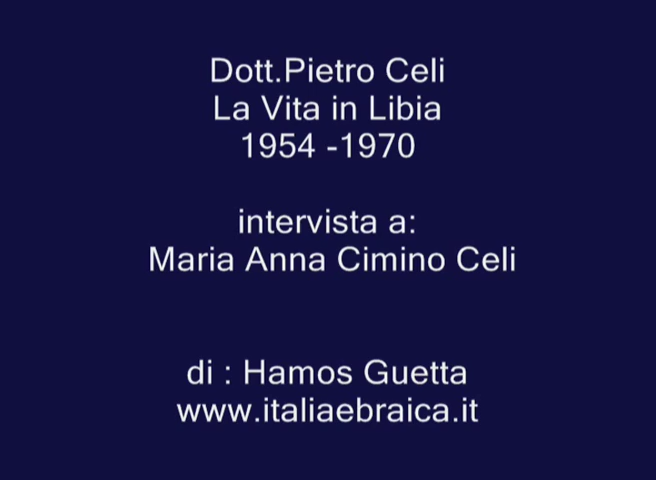 Dott.Pietro Celi
La Vita in Libia
1954 -1970
intervista a:
Maria Anna Cimino Celi
di : Hamos Guetta
www.italiaebraica.it